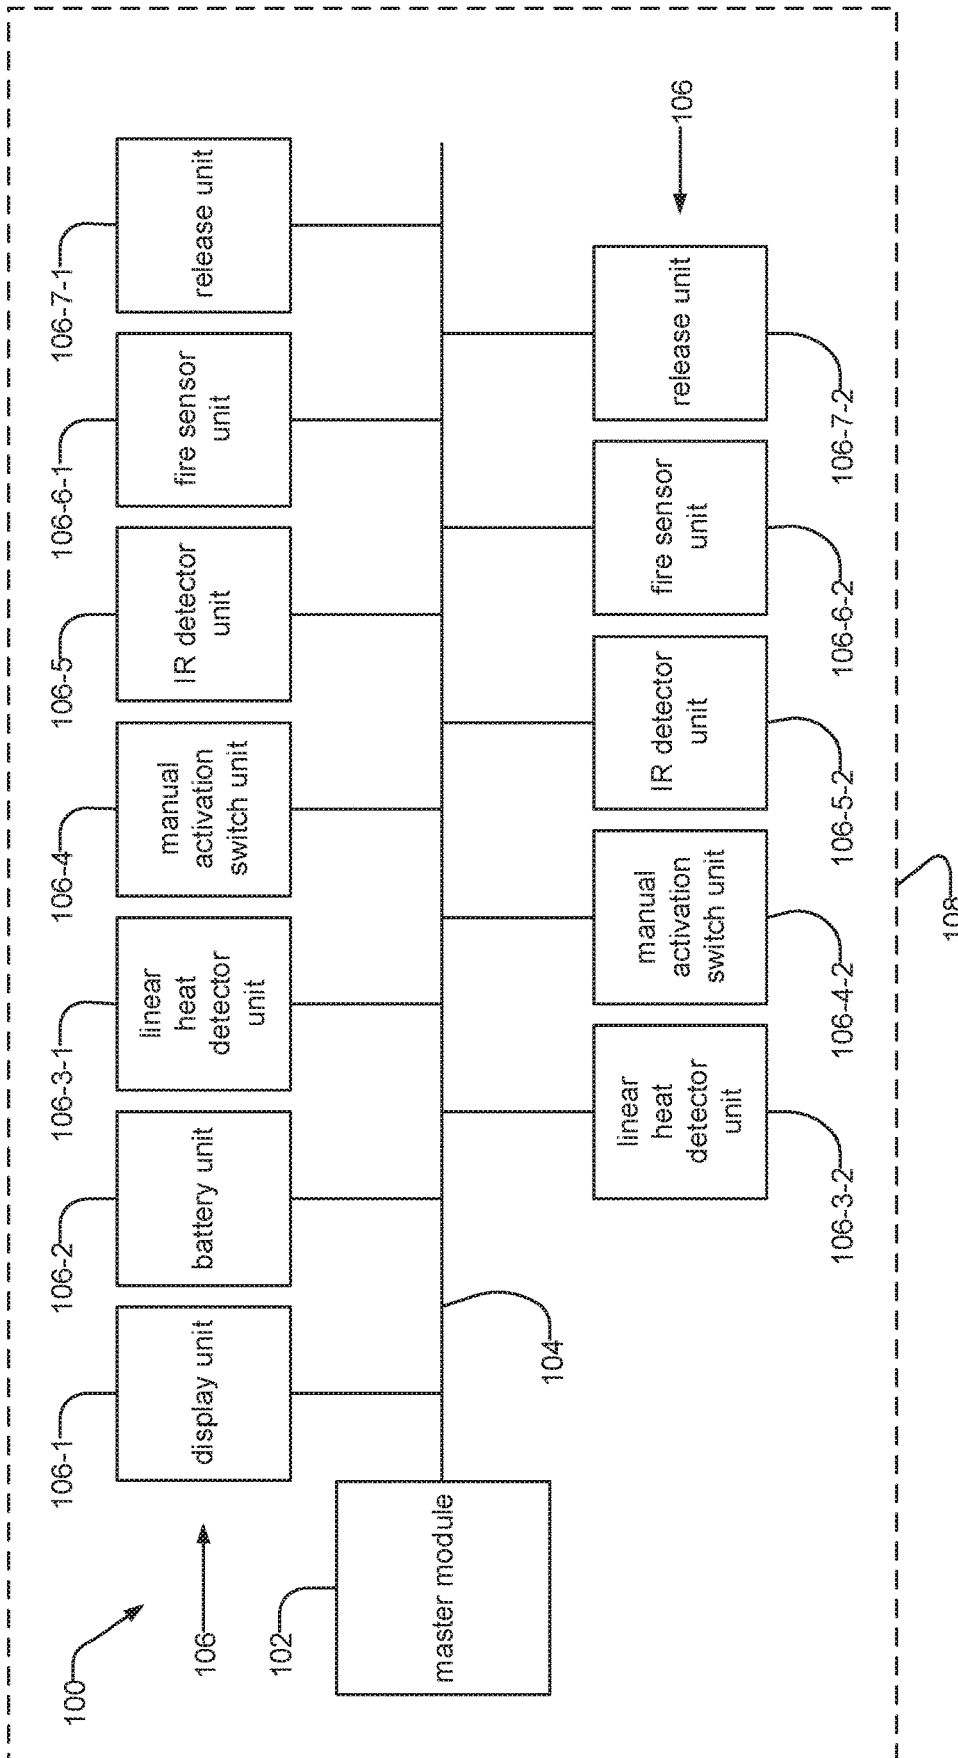 100
106
102
master module
104
106-1
display unit
106-2
battery unit
106-3-1
linear
heat
detector
unit
106-4
manual
activation
switch unit
106-5
IR detector
unit
106-6-1
fire sensor
unit
106-7-1
release unit
106
linear
heat
detector
unit
106-3-2
manual
activation
switch unit
106-4-2
IR detector
unit
106-5-2
fire sensor
unit
106-6-2
release unit
106-7-2
108